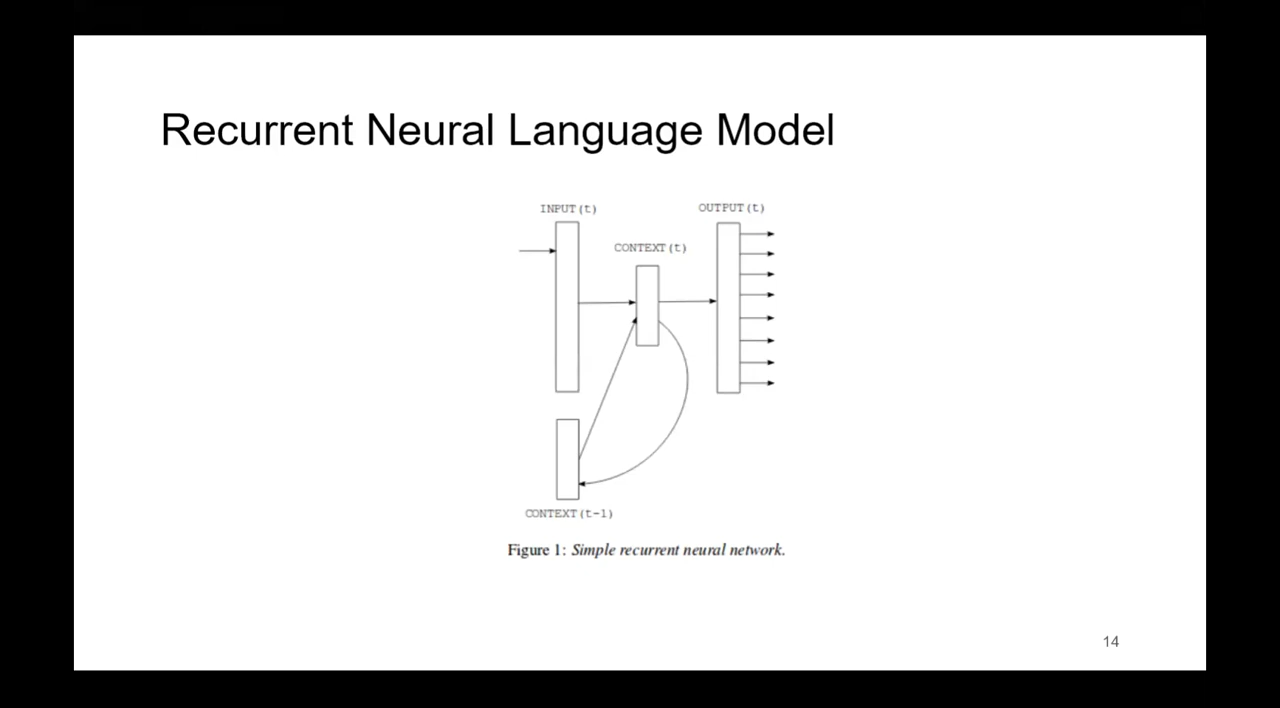 Recurrent Neural Language Model
INPUT(t)
OUTPUT(t)
CONTEXT(t)
CONTEXT(t-1)
Figure 1: Simple recurrent neural network.
14